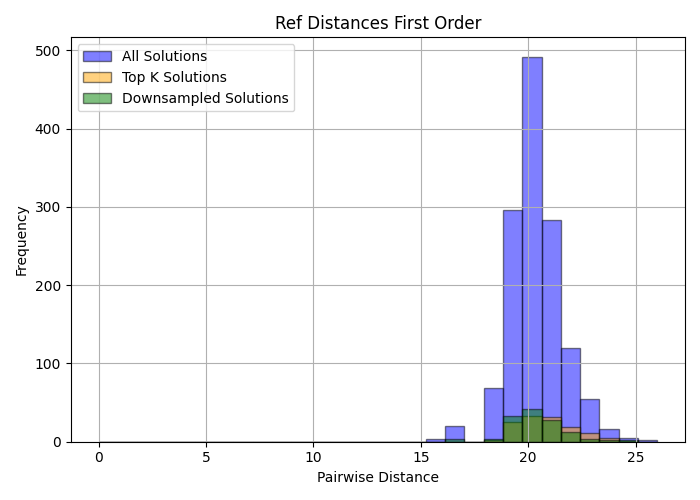 Ref Distances First Order
500
400
300
200
100
0
Frequency
All Solutions
Top K Solutions
Downsampled Solutions
0 5 10 15 20 25
Pairwise Distance